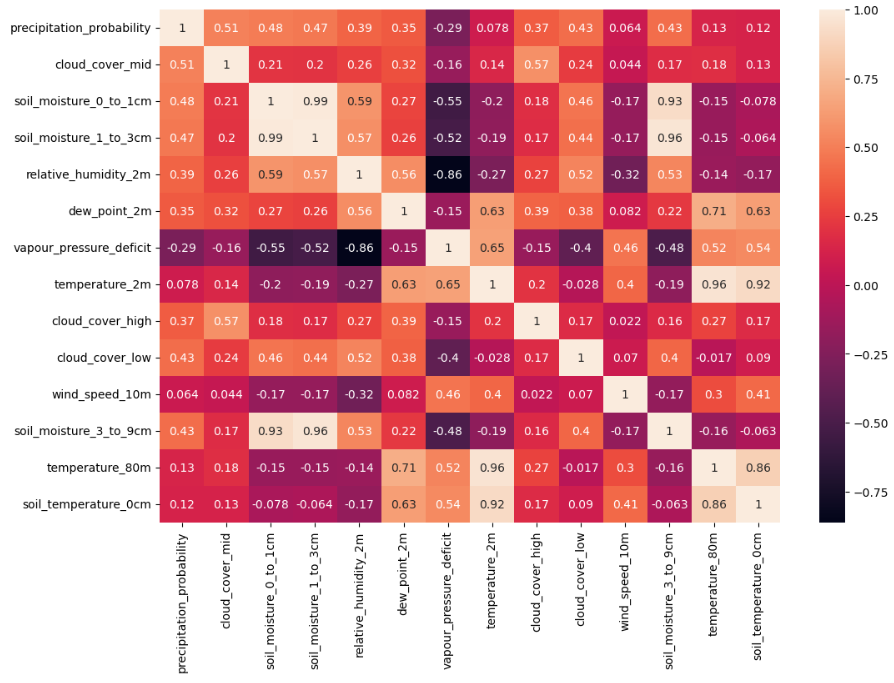 precipitation_probability 1 0.51 0.48 0.47 0.39 0.35 -0.29 0.078 0.37 0.43 0.064 0.43 0.13 0.12
cloud_cover_mid 0.51 1 0.21 0.2 0.26 0.32 -0.16 0.14 0.57 0.24 0.044 0.17 0.18 0.13
soil_moisture_0_to_1cm 0.48 0.21 1 0.99 0.59 0.27 -0.55 -0.2 0.18 0.46 -0.17 0.93 -0.15 -0.078
soil_moisture_1_to_3cm 0.47 0.2 0.99 1 0.57 0.26 -0.52 -0.19 0.17 0.44 -0.17 0.96 -0.15 -0.064
relative_humidity_2m 0.39 0.26 0.59 0.57 1 0.56 -0.86 -0.27 0.27 0.52 -0.32 0.53 -0.14 -0.17
dew_point_2m 0.35 0.32 0.27 0.26 0.56 1 -0.15 0.63 0.39 0.38 0.082 0.22 0.71 0.63
vapour_pressure_deficit -0.29 -0.16 -0.55 -0.52 -0.86 -0.15 1 0.65 -0.15 -0.4 0.46 -0.48 0.52 0.54
temperature_2m 0.078 0.14 -0.2 -0.19 -0.27 0.63 0.65 1 0.2 -0.028 0.4 -0.19 0.96 0.92
cloud_cover_high 0.37 0.57 0.18 0.17 0.27 0.39 -0.15 0.2 1 0.17 0.022 0.16 0.27 0.17
cloud_cover_low 0.43 0.24 0.46 0.44 0.52 0.38 -0.4 -0.028 0.17 1 0.07 0.4 -0.017 0.09
wind_speed_10m 0.064 0.044 -0.17 -0.17 -0.32 0.082 0.46 0.4 0.022 0.07 1 -0.17 0.3 0.41
soil_moisture_3_to_9cm 0.43 0.17 0.93 0.96 0.53 0.22 -0.48 -0.19 0.16 0.4 -0.17 1 -0.16 -0.063
temperature_80m 0.13 0.18 -0.15 -0.15 -0.14 0.71 0.52 0.96 0.27 -0.017 0.3 -0.16 1 0.86
soil_temperature_0cm 0.12 0.13 -0.078 -0.064 -0.17 0.63 0.54 0.92 0.17 0.09 0.41 -0.063 0.86 1
precipitation_probability
cloud_cover_mid
soil_moisture_0_to_1cm
soil_moisture_1_to_3cm
relative_humidity_2m
dew_point_2m
vapour_pressure_deficit
temperature_2m
cloud_cover_high
cloud_cover_low
wind_speed_10m
soil_moisture_3_to_9cm
temperature_80m
soil_temperature_0cm
1.00
0.75
0.50
0.25
0.00
-0.25
-0.50
-0.75